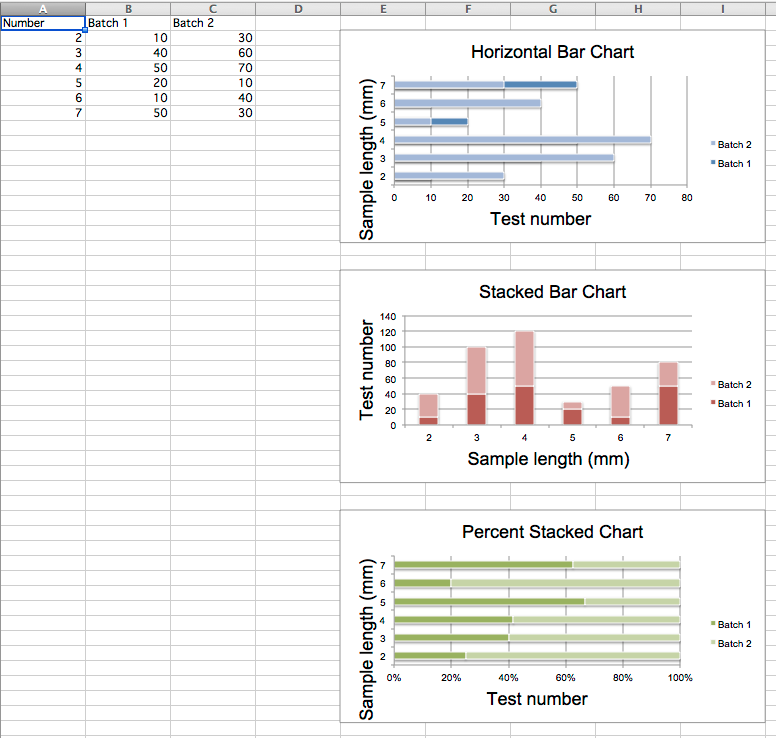 A B C D E F G H I
Number Batch 1 Batch 2
2 10 30
3 40 60
4 50 70
5 20 10
6 10 40
7 50 30
Horizontal Bar Chart
Sample length (mm)
7
6
5
4
3
2
0 10 20 30 40 50 60 70 80
Test number
Batch 2
Batch 1
Stacked Bar Chart
Test number
140
120
100
80
60
40
20
0
2 3 4 5 6 7
Sample length (mm)
Batch 2
Batch 1
Percent Stacked Chart
Sample length (mm)
7
6
5
4
3
2
0% 20% 40% 60% 80% 100%
Test number
Batch 1
Batch 2